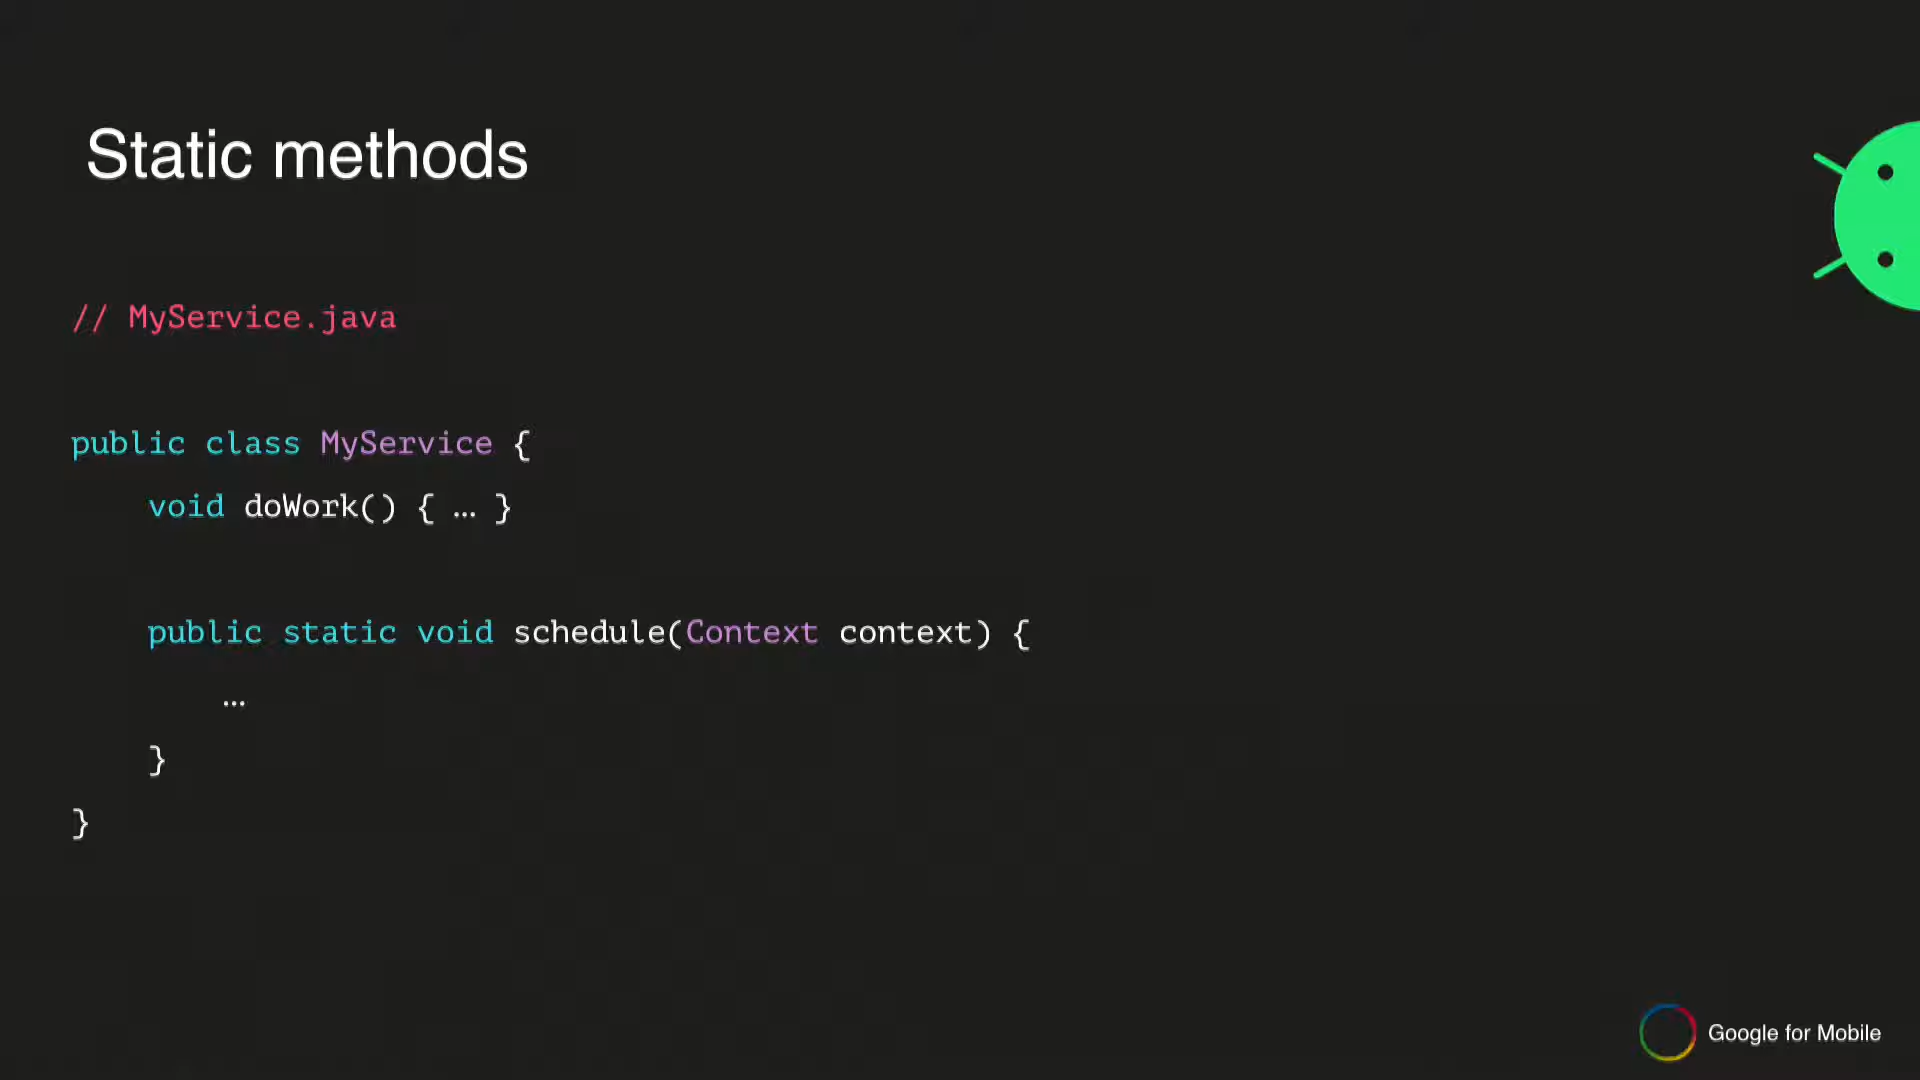 Static methods
// MyService.java
public class MyService {
void doWork() { … }
public static void schedule(Context context) {
…
}
}
Google for Mobile